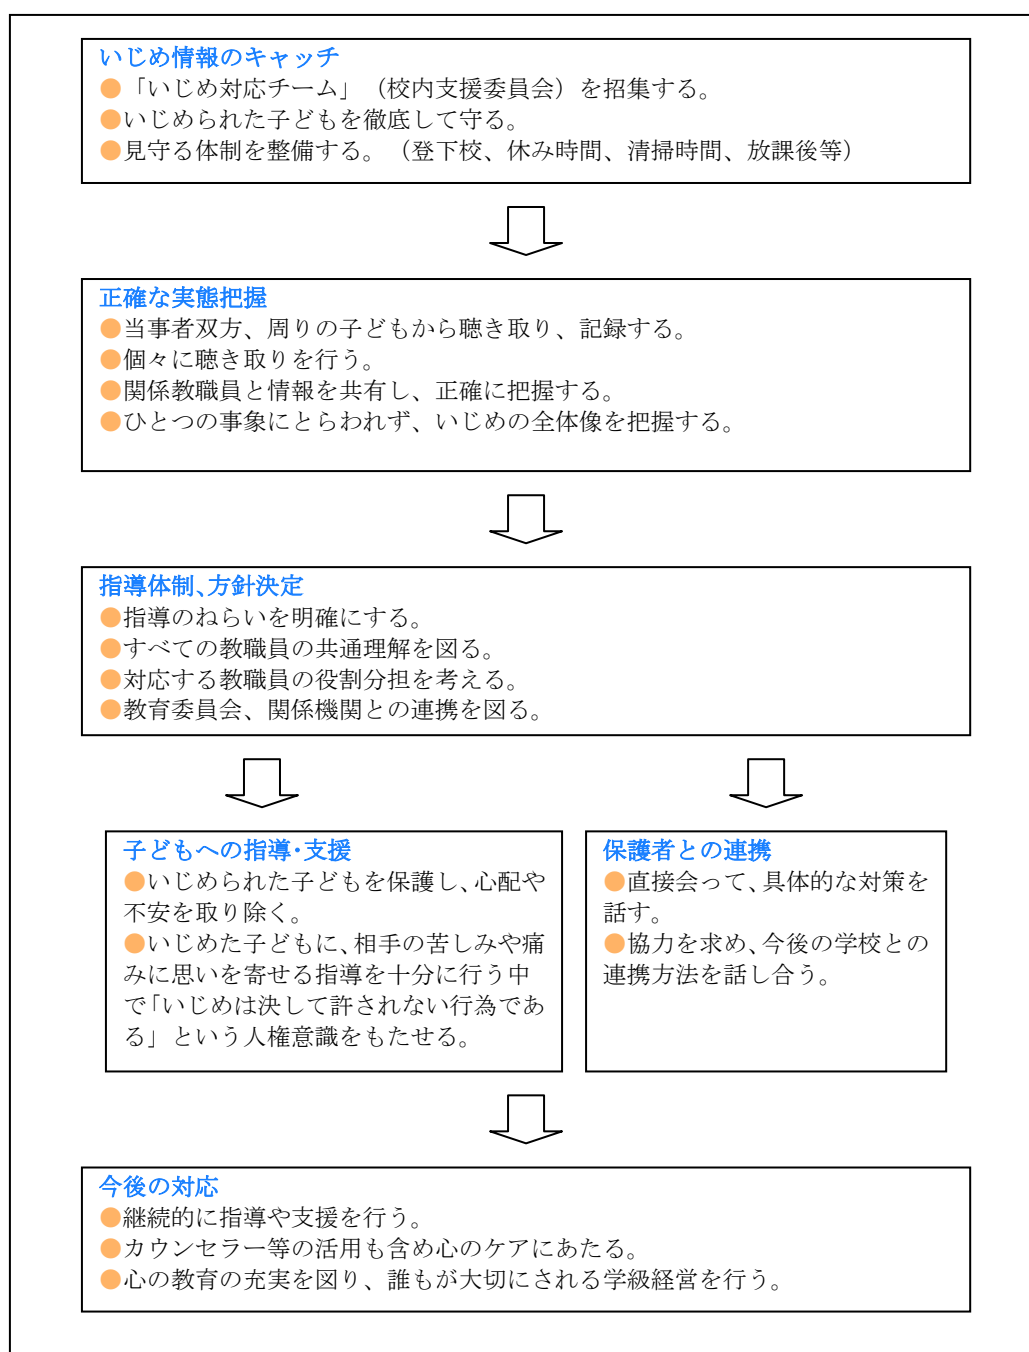 いじめ情報のキャッチ
●「いじめ対応チーム」（校内支援委員会）を招集する。
●いじめられた子どもを徹底して守る。
●見守る体制を整備する。（登下校、休み時間、清掃時間、放課後等）
正確な実態把握
●当事者双方、周りの子どもから聴き取り、記録する。
●個々に聴き取りを行う。
●関係教職員と情報を共有し、正確に把握する。
●ひとつの事象にとらわれず、いじめの全体像を把握する。
指導体制、方針決定
●指導のねらいを明確にする。
●すべての教職員の共通理解を図る。
●対応する教職員の役割分担を考える。
●教育委員会、関係機関との連携を図る。
子どもへの指導・支援
●いじめられた子どもを保護し、心配や
不安を取り除く。
●いじめた子どもに、相手の苦しみや痛
みに思いを寄せる指導を十分に行う中
で「いじめは決して許されない行為であ
る」という人権意識をもたせる。
保護者との連携
●直接会って、具体的な対策を
話す。
●協力を求め、今後の学校との
連携方法を話し合う。
今後の対応
●継続的に指導や支援を行う。
●カウンセラー等の活用も含め心のケアにあたる。
●心の教育の充実を図り、誰もが大切にされる学級経営を行う。